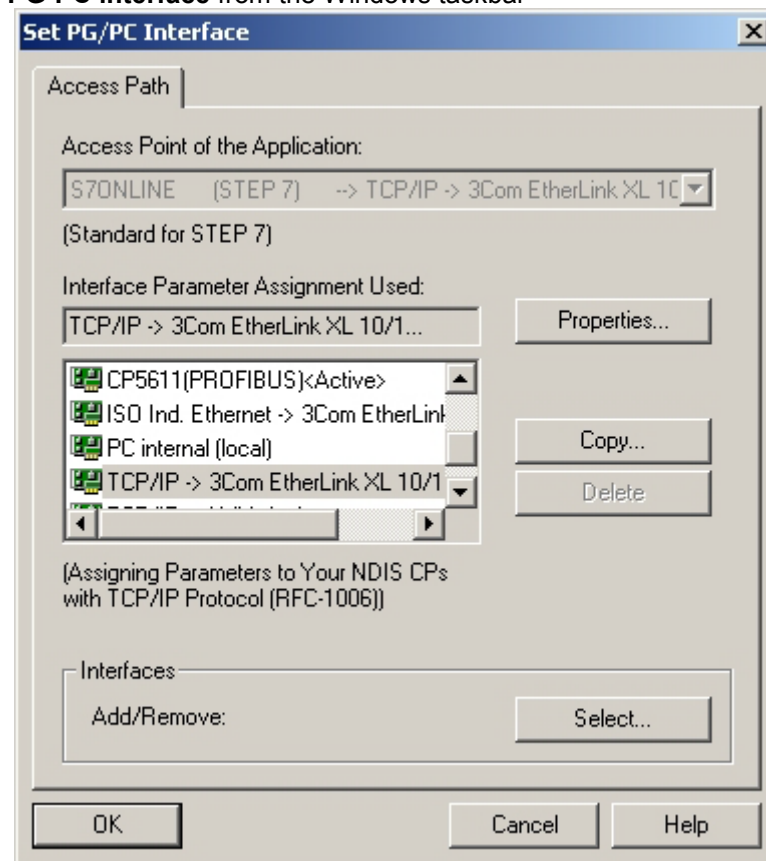 PG PC Interface from the Windows taskbar
Set PG/PC Interface
Access Path
Access Point of the Application:
S7ONLINE (STEP 7) --> TCP/IP -> 3Com EtherLink XL 10
(Standard for STEP 7)
Interface Parameter Assignment Used:
TCP/IP -> 3Com EtherLink XL 10/1...
Properties...
CP5611(PROFIBUS)<Active>
ISO Ind. Ethernet -> 3Com EtherLink
PC internal (local)
TCP/IP -> 3Com EtherLink XL 10/1
Copy...
Delete
(Assigning Parameters to Your NDIS CPs
with TCP/IP Protocol (RFC-1006))
Interfaces
Add/Remove:
Select...
OK
Cancel
Help